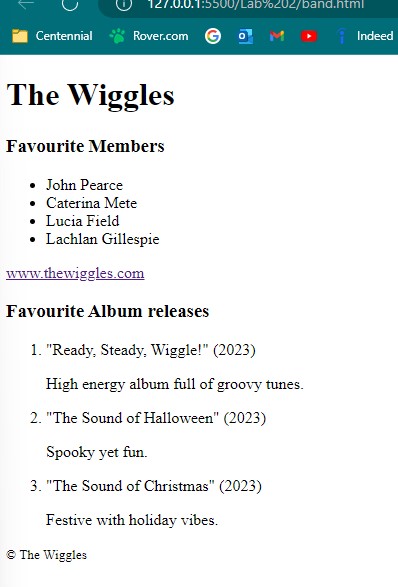 127.0.0.1:5500/Lab%202/band.html
Centennial Rover.com Indeed
The Wiggles
Favourite Members
John Pearce
Caterina Mete
Lucia Field
Lachlan Gillespie
www.thewiggles.com
Favourite Album releases
1. "Ready, Steady, Wiggle!" (2023)
High energy album full of groovy tunes.
2. "The Sound of Halloween" (2023)
Spooky yet fun.
3. "The Sound of Christmas" (2023)
Festive with holiday vibes.
© The Wiggles